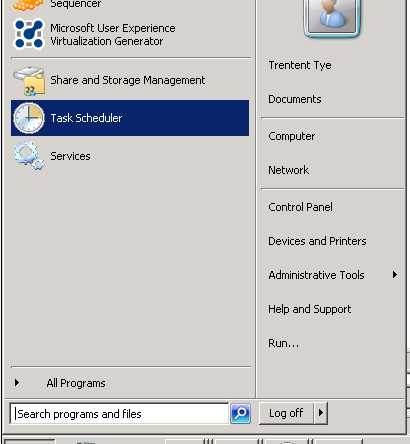 Sequencer
Microsoft User Experience
Virtualization Generator
Share and Storage Management
Task Scheduler
Services
All Programs
Search programs and files
Trentent Tye
Documents
Computer
Network
Control Panel
Devices and Printers
Administrative Tools
Help and Support
Run...
Log off